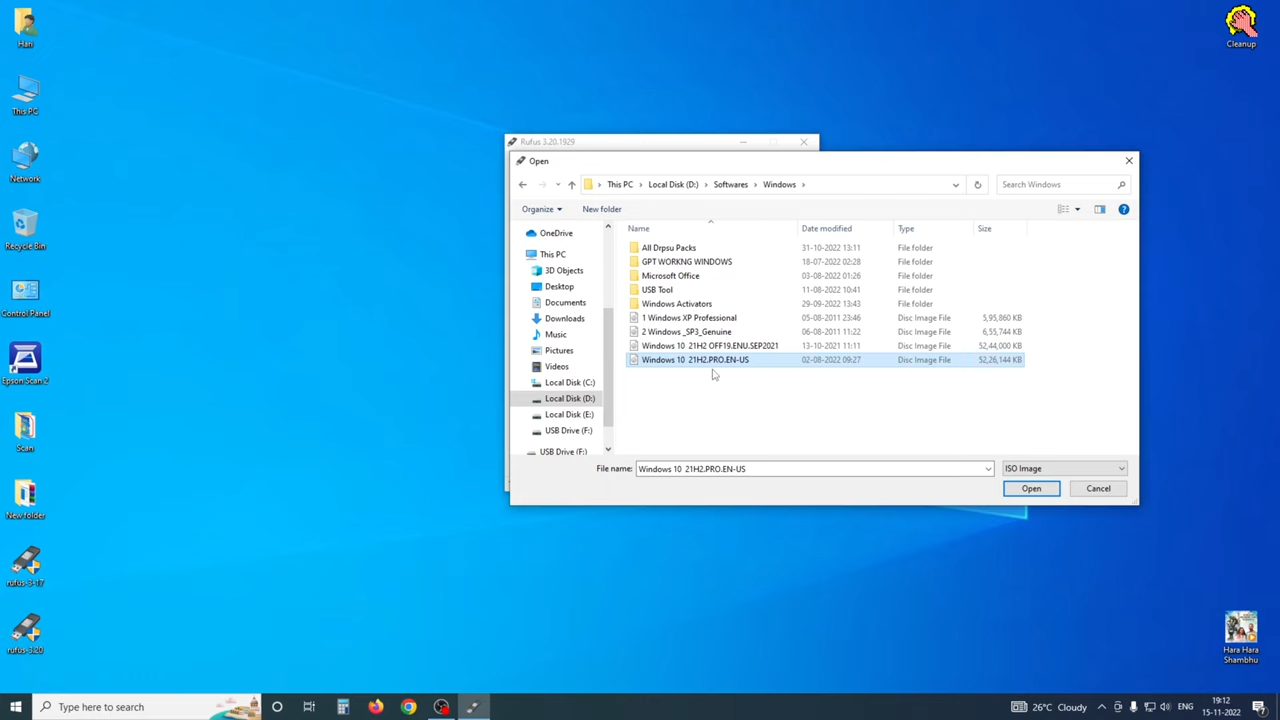 Han
This PC
Network
Recycle Bin
Control Panel
Epson Scan 2
Scan
New folder
rufus-3-17
rufus-3.20
Cleanup
Hara Hara
Shambhu
Rufus 3.20.1929
Open
This PC > Local Disk (D:) > Softwares > Windows >
Search Windows
Organize
New folder
Name Date modified Type Size
OneDrive
This PC
3D Objects
Desktop
Documents
Downloads
Music
Pictures
Videos
Local Disk (C:)
Local Disk (D:)
Local Disk (E:)
USB Drive (F:)
USB Drive (F:)
All Drpsu Packs 31-10-2022 13:11 File folder
GPT WORKNG WINDOWS 18-07-2022 02:28 File folder
Microsoft Office 03-08-2022 01:26 File folder
USB Tool 11-08-2022 10:41 File folder
Windows Activators 29-09-2022 13:43 File folder
1 Windows XP Professional 05-08-2011 23:46 Disc Image File 5,95,860 KB
2 Windows _SP3_Genuine 06-08-2011 11:22 Disc Image File 6,55,744 KB
Windows 10 21H2 OFF19.ENU.SEP2021 13-10-2021 11:11 Disc Image File 52,44,000 KB
Windows 10 21H2.PRO.EN-US 02-08-2022 09:27 Disc Image File 52,26,144 KB
File name: Windows 10 21H2.PRO.EN-US
ISO Image
Open
Cancel
Type here to search
26°C Cloudy
ENG
19:12
15-11-2022